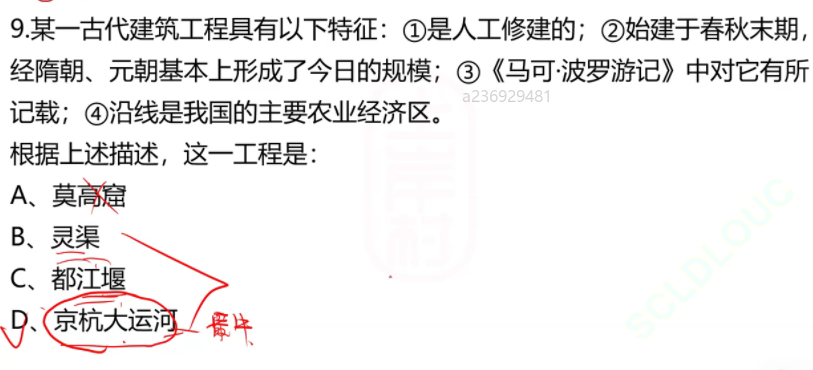 9.某一古代建筑工程具有以下特征：①是人工修建的；②始建于春秋末期，
经隋朝、元朝基本上形成了今日的规模；③《马可·波罗游记》中对它有所
记载；④沿线是我国的主要农业经济区。
a236929481
根据上述描述，这一工程是：
A、莫高窟
B、灵渠
C、都江堰
D、京杭大运河
SCLDLOUC